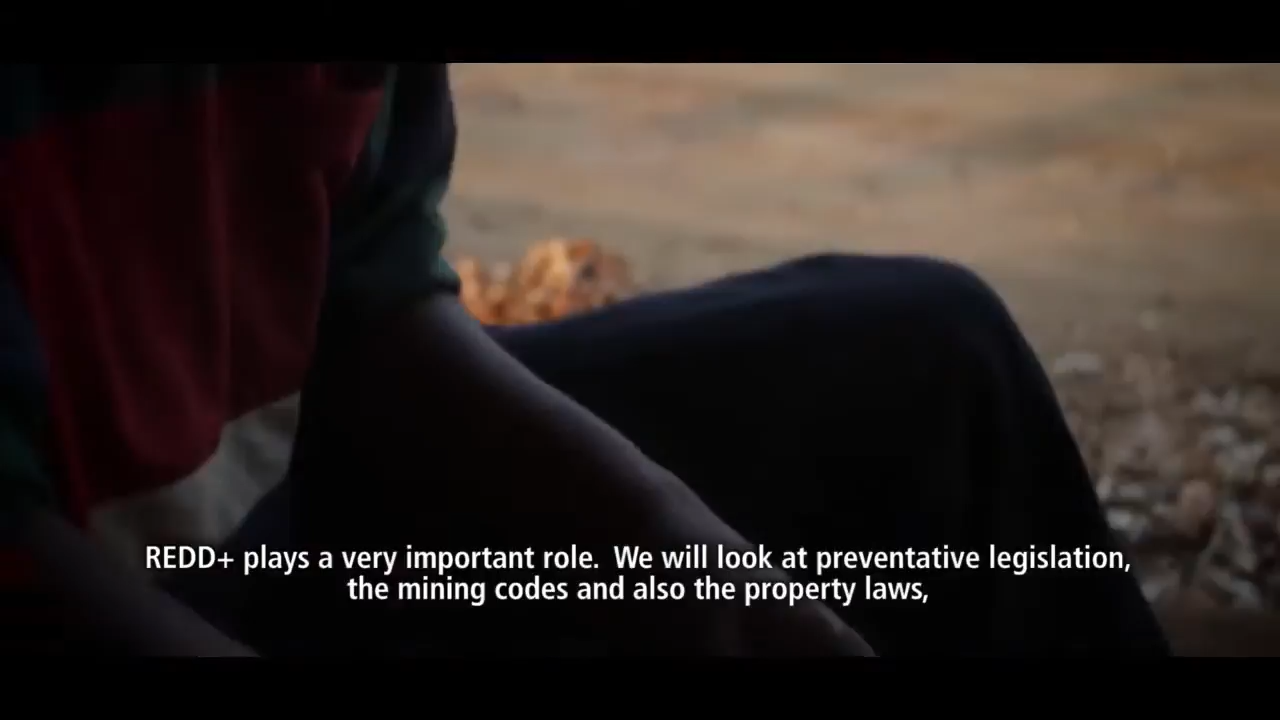 REDD+ plays a very important role.  We will look at preventative legislation,
the mining codes and also the property laws,